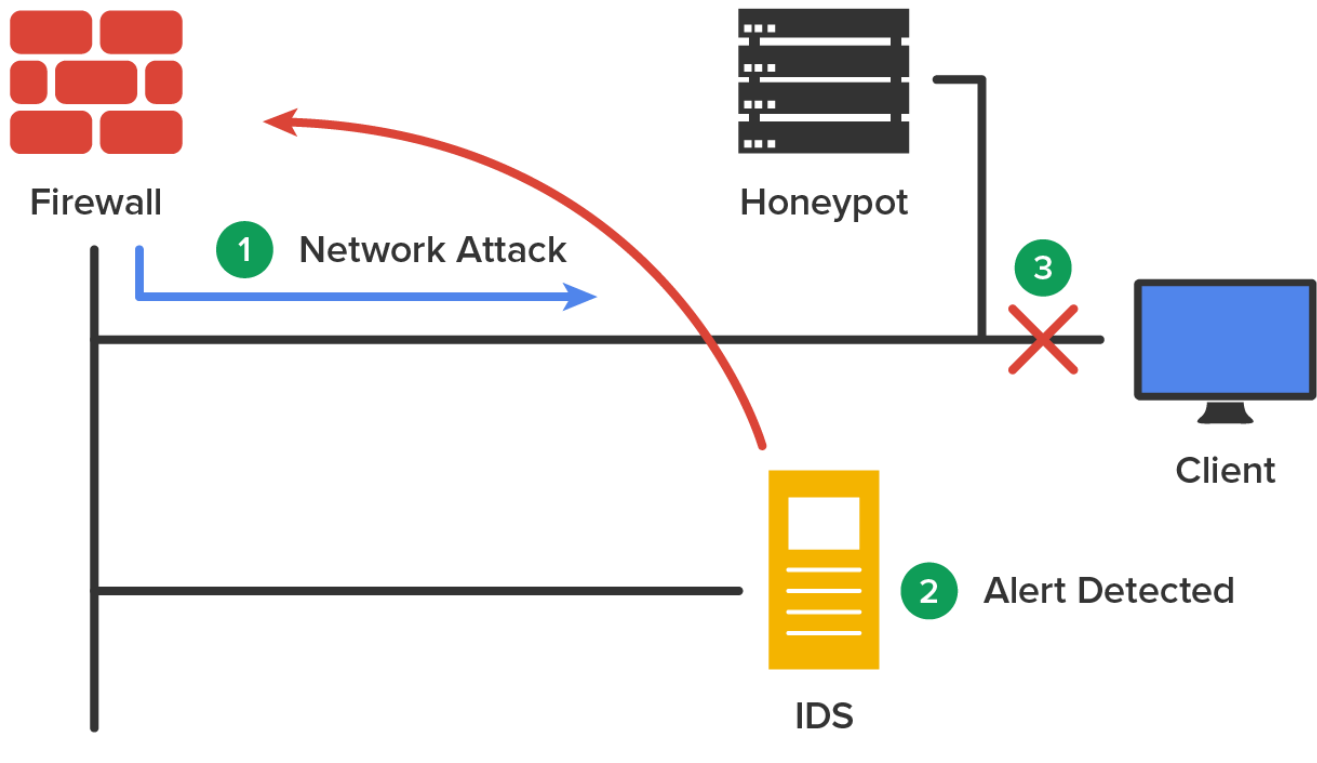 Firewall
Honeypot
1 Network Attack
3
Client
2 Alert Detected
IDS